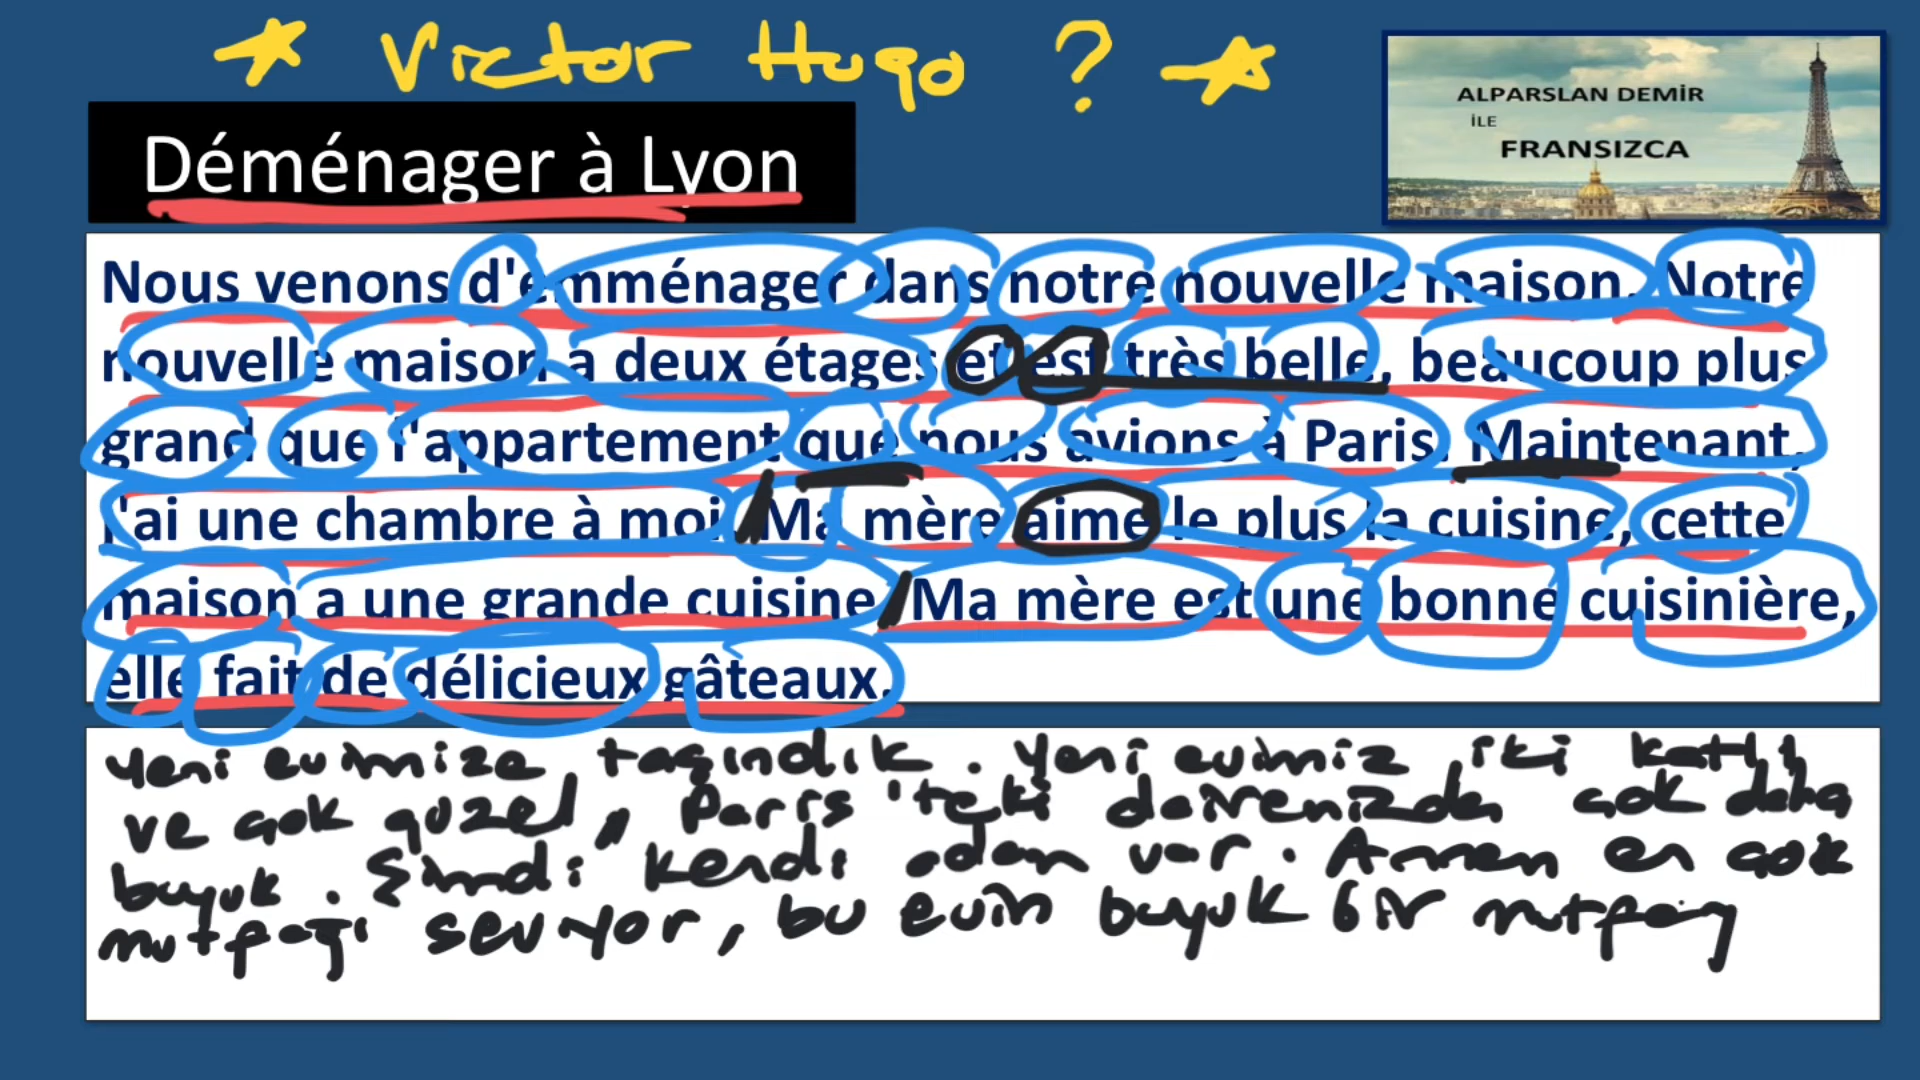 ★ Victor Hugo ? ★
ALPARSLAN DEMİR
İLE
FRANSIZCA
Déménager à Lyon
Nous venons d'emménager dans notre nouvelle maison. Notre
nouvelle maison a deux étages et est très belle, beaucoup plus
grand que l'appartement que nous avions à Paris. Maintenant,
j'ai une chambre à moi. Ma mère aime le plus la cuisine, cette
maison a une grande cuisine. Ma mère est une bonne cuisinière,
elle fait de délicieux gâteaux.
Yeni evimize taşındık. Yeni evimiz iki katlı
ve çok güzel, Paris'teki dairemizden çok daha
büyük. Şimdi kendi odam var. Annem en çok
mutfağı seviyor, bu evin büyük bir mutfağı